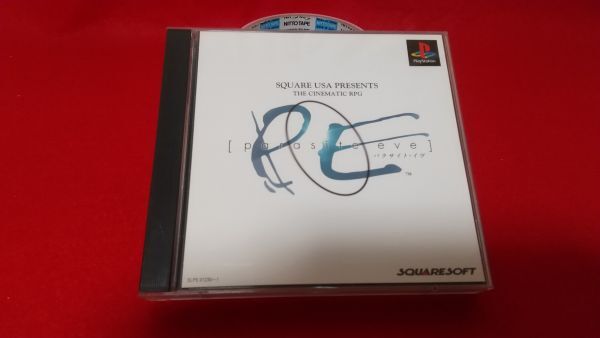 NITTO TAPE
PlayStation
SQUARE USA PRESENTS
THE CINEMATIC RPG
PE
[ parasite eve ]
パラサイト・イヴ
TM
SQUARESOFT